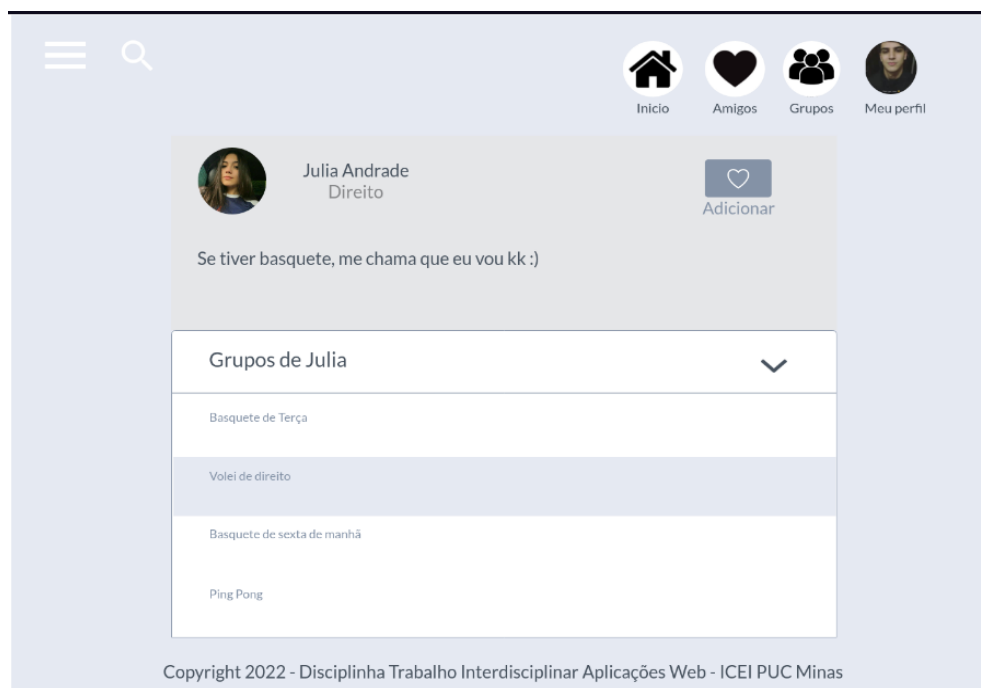 Inicio Amigos Grupos Meu perfil
Julia Andrade
Direito
Adicionar
Se tiver basquete, me chama que eu vou kk :)
Grupos de Julia
Basquete de Terça
Volei de direito
Basquete de sexta de manhã
Ping Pong
Copyright 2022 - Disciplinha Trabalho Interdisciplinar Aplicações Web - ICEI PUC Minas